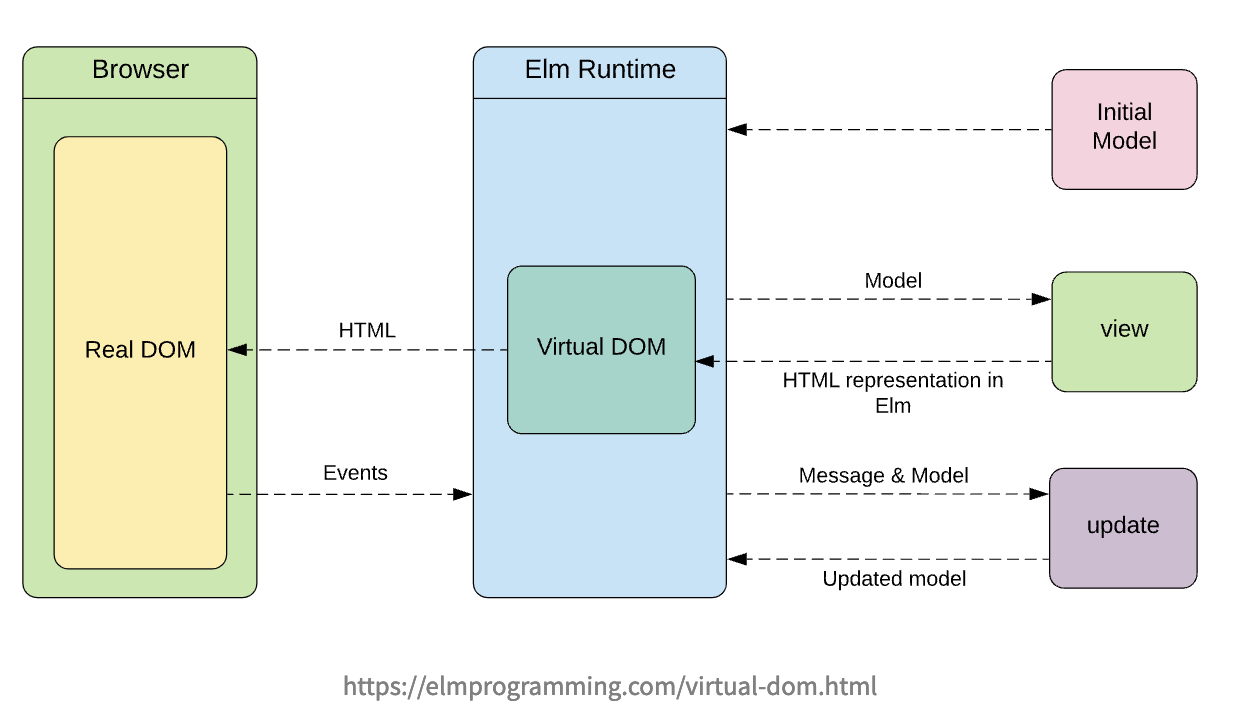 Browser
Elm Runtime
Initial
Model
Model
view
HTML
Real DOM
Virtual DOM
HTML representation in
Elm
Events
Message & Model
update
Updated model
https://elmprogramming.com/virtual-dom.html